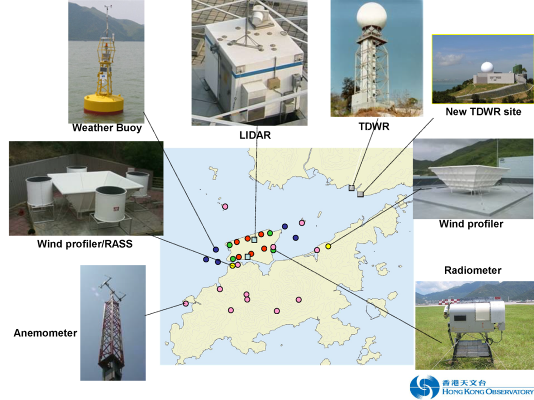 Weather Buoy
LIDAR
TDWR
New TDWR site
Wind profiler/RASS
Wind profiler
Radiometer
Anemometer
香港天文台
HONG KONG OBSERVATORY